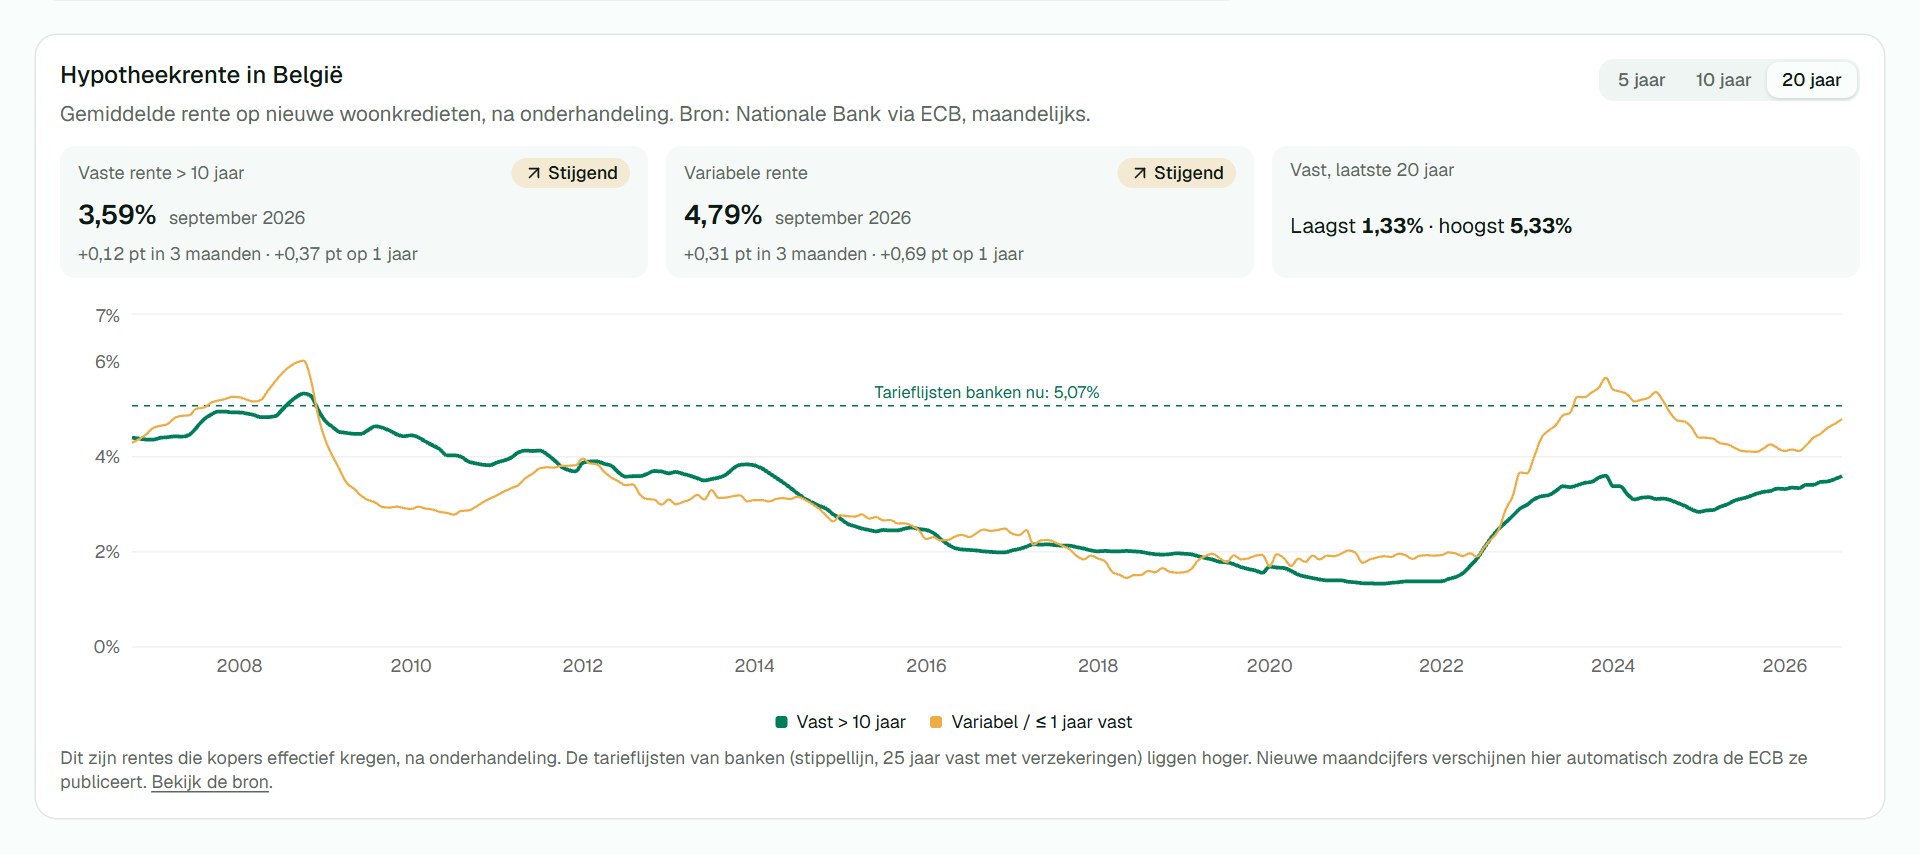 Hypotheekrente in België
5 jaar 10 jaar 20 jaar
Gemiddelde rente op nieuwe woonkredieten, na onderhandeling. Bron: Nationale Bank via ECB, maandelijks.
Vaste rente > 10 jaar
↗ Stijgend
3,59% september 2026
+0,12 pt in 3 maanden · +0,37 pt op 1 jaar
Variabele rente
↗ Stijgend
4,79% september 2026
+0,31 pt in 3 maanden · +0,69 pt op 1 jaar
Vast, laatste 20 jaar
Laagst 1,33% · hoogst 5,33%
7%
6%
4%
2%
0%
Tarieflijsten banken nu: 5,07%
2008 2010 2012 2014 2016 2018 2020 2022 2024 2026
Vast > 10 jaar
Variabel / ≤ 1 jaar vast
Dit zijn rentes die kopers effectief kregen, na onderhandeling. De tarieflijsten van banken (stippellijn, 25 jaar vast met verzekeringen) liggen hoger. Nieuwe maandcijfers verschijnen hier automatisch zodra de ECB ze
publiceert. Bekijk de bron.